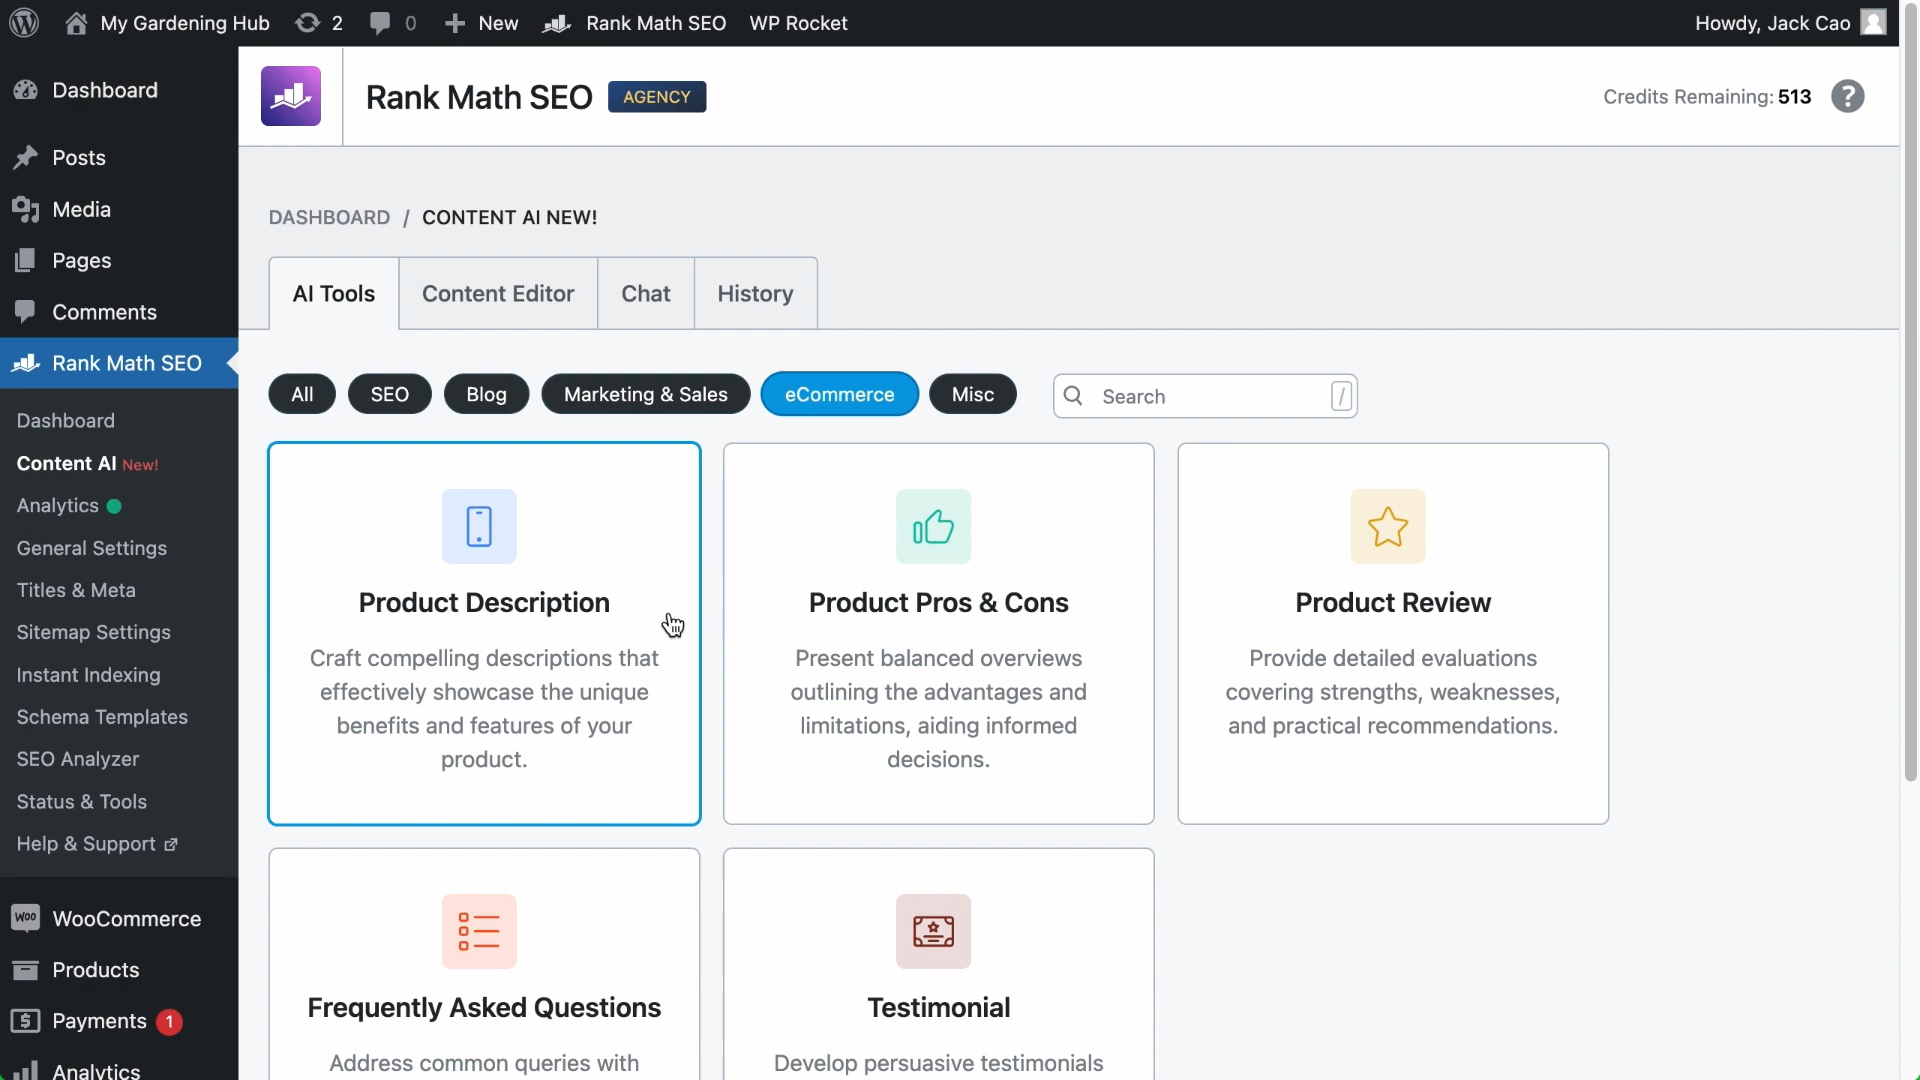 My Gardening Hub 2 0 New Rank Math SEO WP Rocket Howdy, Jack Cao
Dashboard
Posts
Media
Pages
Comments
Rank Math SEO
Dashboard
Content AI New!
Analytics
General Settings
Titles & Meta
Sitemap Settings
Instant Indexing
Schema Templates
SEO Analyzer
Status & Tools
Help & Support
Woo WooCommerce
Products
Payments 1
Analytics
Rank Math SEO AGENCY Credits Remaining: 513 ?
DASHBOARD / CONTENT AI NEW!
AI Tools Content Editor Chat History
All SEO Blog Marketing & Sales eCommerce Misc Search /
Product Description
Craft compelling descriptions that
effectively showcase the unique
benefits and features of your
product.
Product Pros & Cons
Present balanced overviews
outlining the advantages and
limitations, aiding informed
decisions.
Product Review
Provide detailed evaluations
covering strengths, weaknesses,
and practical recommendations.
Frequently Asked Questions
Address common queries with
Testimonial
Develop persuasive testimonials